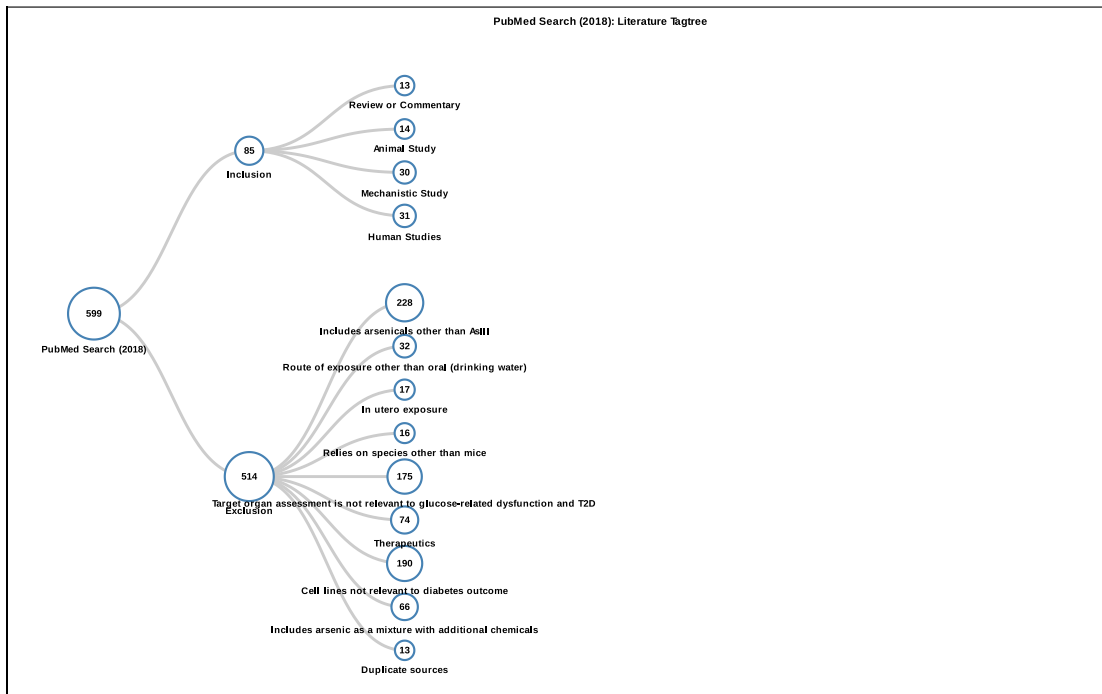 PubMed Search (2018): Literature Tagtree
13
Review or Commentary
14
Animal Study
85
Inclusion
30
Mechanistic Study
31
Human Studies
599
PubMed Search (2018)
228
Includes arsenicals other than AsIII
32
Route of exposure other than oral (drinking water)
17
In utero exposure
16
Relies on species other than mice
514
Exclusion
175
Target organ assessment is not relevant to glucose-related dysfunction and T2D
74
Therapeutics
190
Cell lines not relevant to diabetes outcome
66
Includes arsenic as a mixture with additional chemicals
13
Duplicate sources